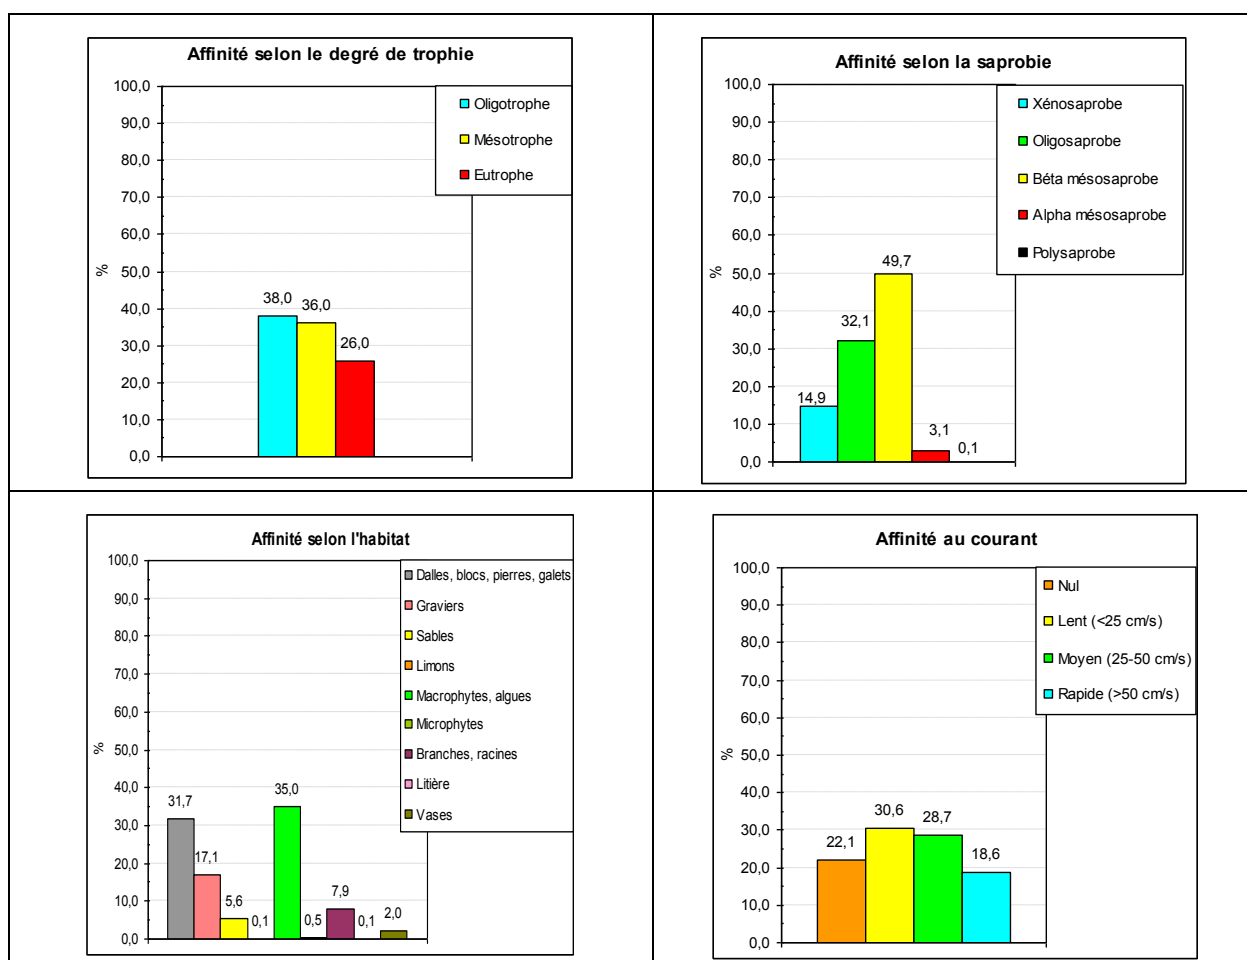 Affinité selon le degré de trophie
100,0
90,0
80,0
70,0
60,0
50,0
40,0
30,0
20,0
10,0
0,0
%
38,0
36,0
26,0
Oligotrophe
Mésotrophe
Eutrophe
Affinité selon la saprobie
100,0
90,0
80,0
70,0
60,0
50,0
40,0
30,0
20,0
10,0
0,0
%
14,9
32,1
49,7
3,1
0,1
Xénosaprobe
Oligosaprobe
Béta mésosaprobe
Alpha mésosaprobe
Polysaprobe
Affinité selon l'habitat
100,0
90,0
80,0
70,0
60,0
50,0
40,0
30,0
20,0
10,0
0,0
%
31,7
17,1
5,6
0,1
35,0
0,5
7,9
0,1
2,0
Dalles, blocs, pierres, galets
Graviers
Sables
Limons
Macrophytes, algues
Microphytes
Branches, racines
Litière
Vases
Affinité au courant
100,0
90,0
80,0
70,0
60,0
50,0
40,0
30,0
20,0
10,0
0,0
%
22,1
30,6
28,7
18,6
Nul
Lent (<25 cm/s)
Moyen (25-50 cm/s)
Rapide (>50 cm/s)